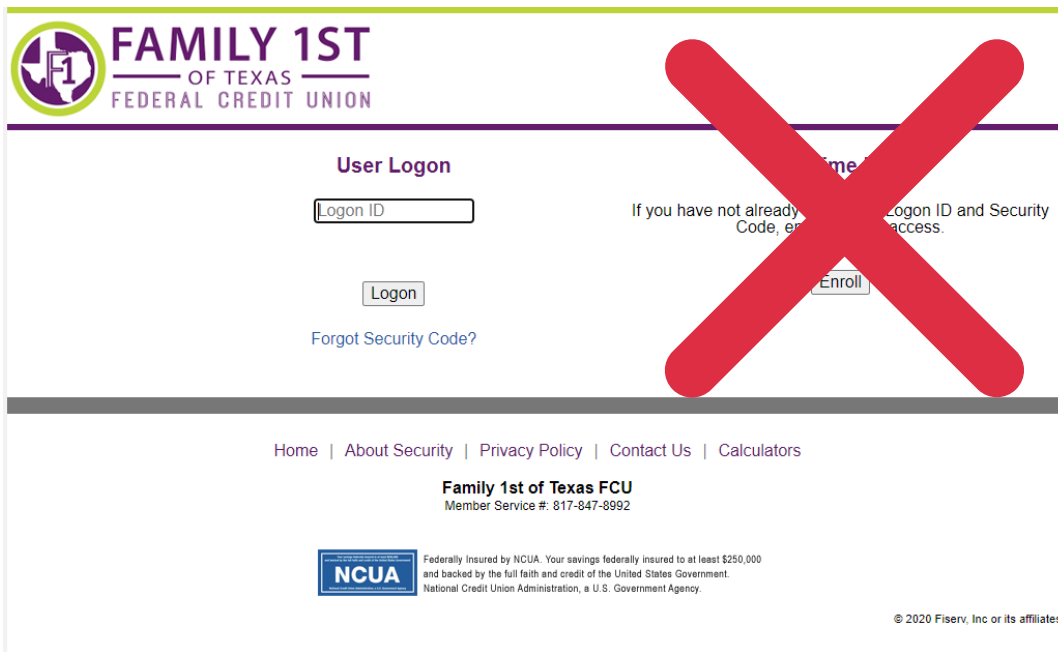 F1
FAMILY 1ST
OF TEXAS
FEDERAL CREDIT UNION
User Logon
Logon ID
Logon
Forgot Security Code?
If you have not already Logon ID and Security
Code, access.
Enroll
Home | About Security | Privacy Policy | Contact Us | Calculators
Family 1st of Texas FCU
Member Service #: 817-847-8992
NCUA
Federally Insured by NCUA. Your savings federally insured to at least $250,000
and backed by the full faith and credit of the United States Government.
National Credit Union Administration, a U.S. Government Agency.
© 2020 Fiserv, Inc or its affiliates